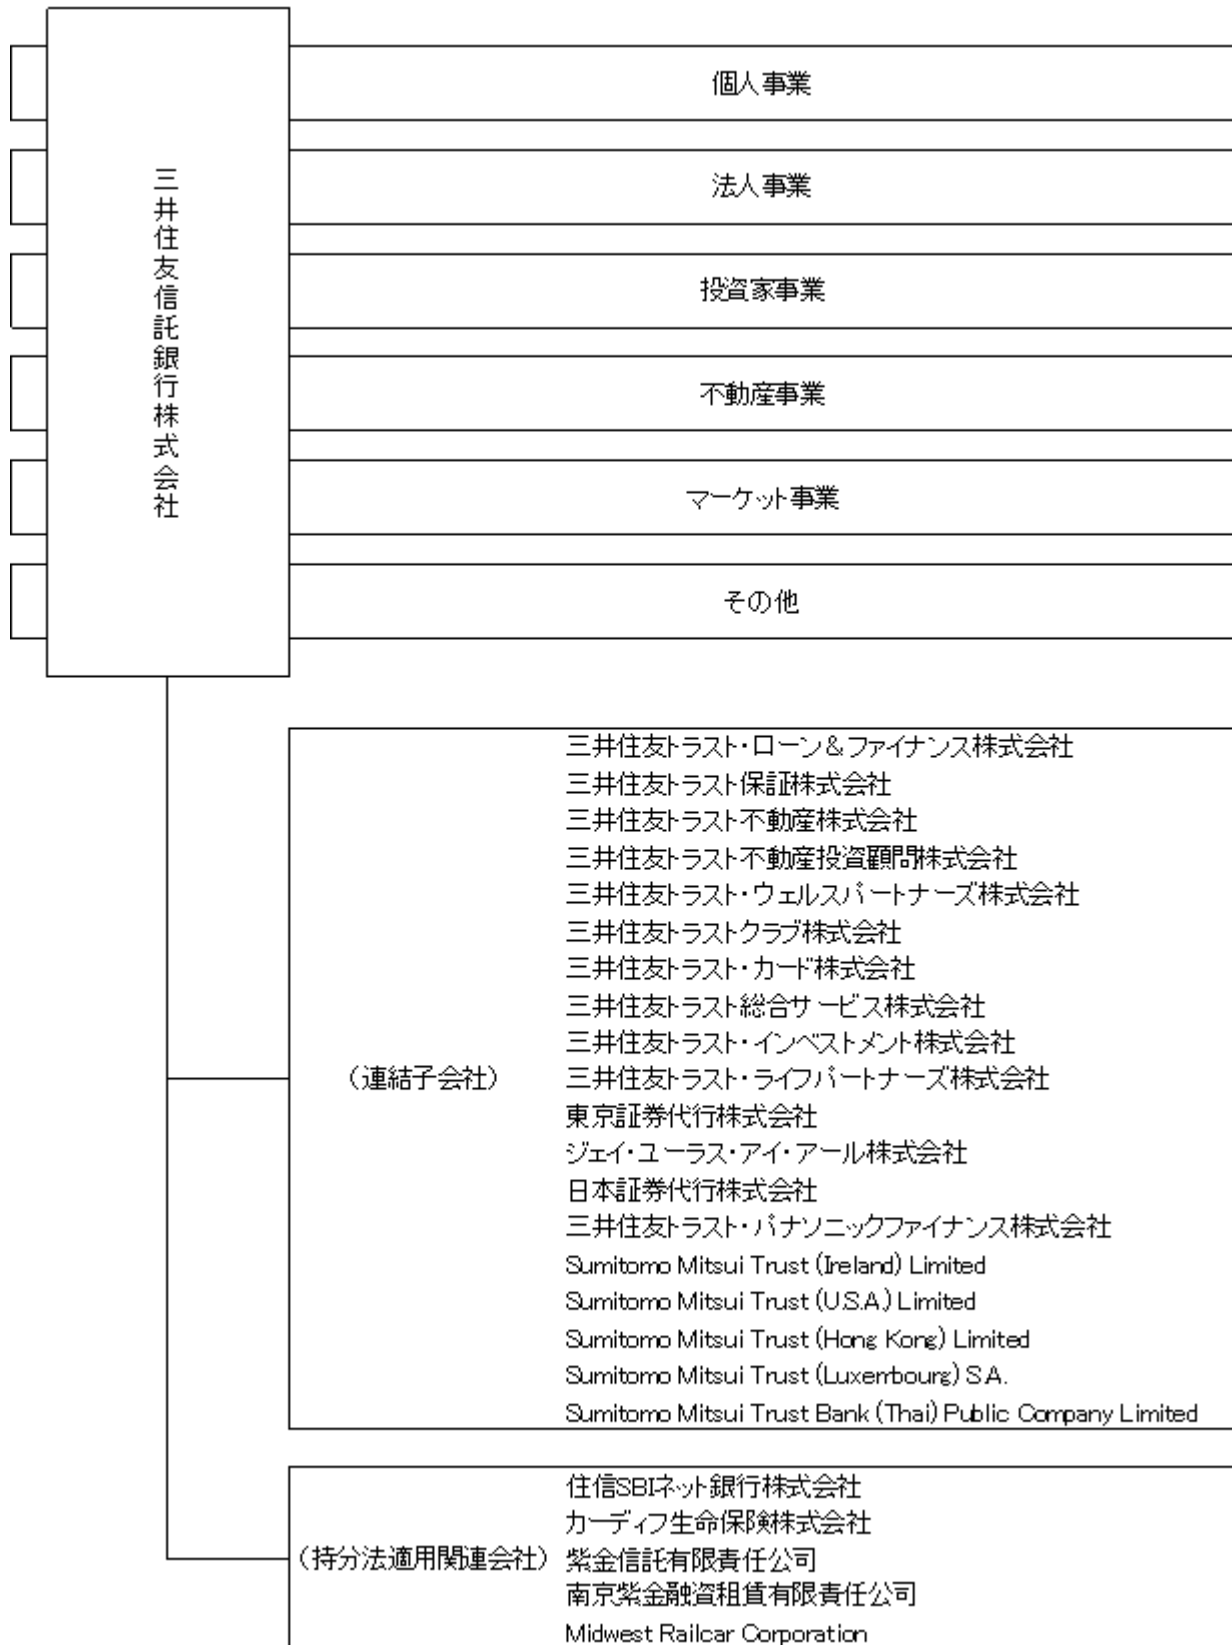 三井住友信託銀行株式会社
個人事業
法人事業
投資家事業
不動産事業
マーケット事業
その他
（連結子会社）
三井住友トラスト・ローン＆ファイナンス株式会社
三井住友トラスト保証株式会社
三井住友トラスト不動産株式会社
三井住友トラスト不動産投資顧問株式会社
三井住友トラスト・ウェルスパートナーズ株式会社
三井住友トラストクラブ株式会社
三井住友トラスト・カード株式会社
三井住友トラスト総合サービス株式会社
三井住友トラスト・インベストメント株式会社
三井住友トラスト・ライフパートナーズ株式会社
東京証券代行株式会社
ジェイ・ユーラス・アイ・アール株式会社
日本証券代行株式会社
三井住友トラスト・パナソニックファイナンス株式会社
Sumitomo Mitsui Trust (Ireland) Limited
Sumitomo Mitsui Trust (U.S.A.) Limited
Sumitomo Mitsui Trust (Hong Kong) Limited
Sumitomo Mitsui Trust (Luxembourg) S.A.
Sumitomo Mitsui Trust Bank (Thai) Public Company Limited
（持分法適用関連会社）
住信SBIネット銀行株式会社
カーディフ生命保険株式会社
紫金信託有限責任公司
南京紫金融資租賃有限責任公司
Midwest Railcar Corporation